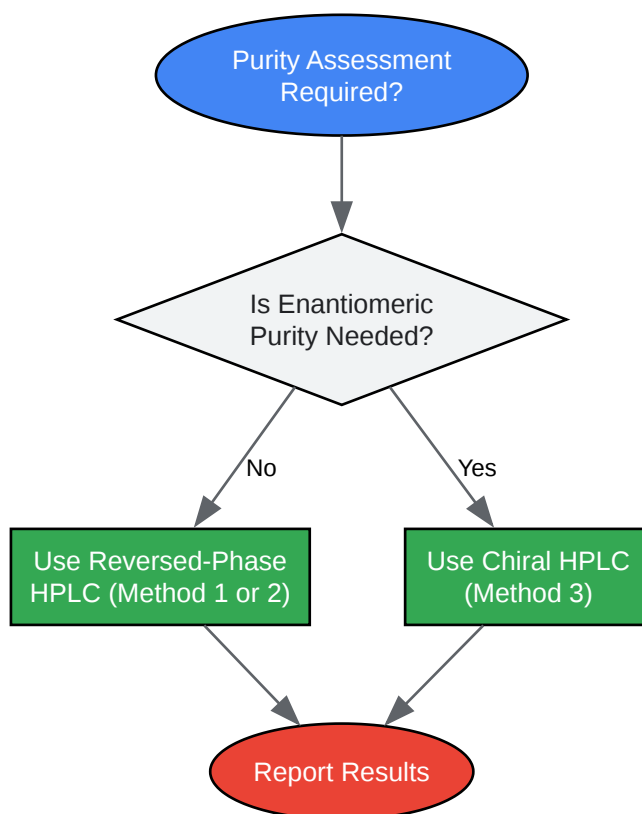 Purity Assessment
Required?
Is Enantiomeric
Purity Needed?
No
Yes
Use Reversed-Phase
HPLC (Method 1 or 2)
Use Chiral HPLC
(Method 3)
Report Results